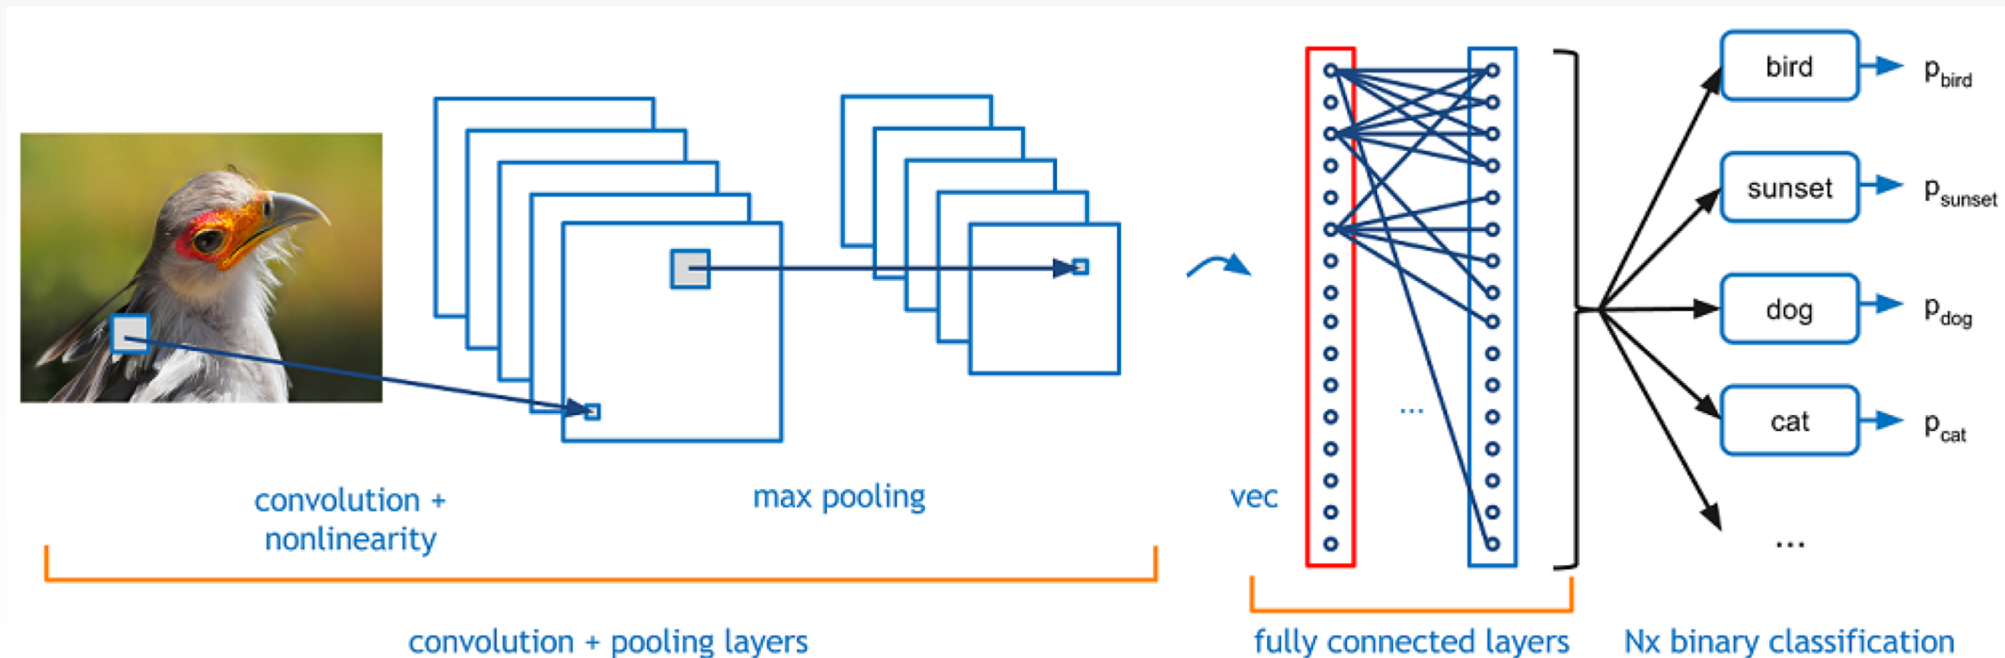 bird
p_bird
sunset
p_sunset
dog
p_dog
cat
p_cat
...
...
convolution +
nonlinearity
max pooling
vec
convolution + pooling layers
fully connected layers
Nx binary classification